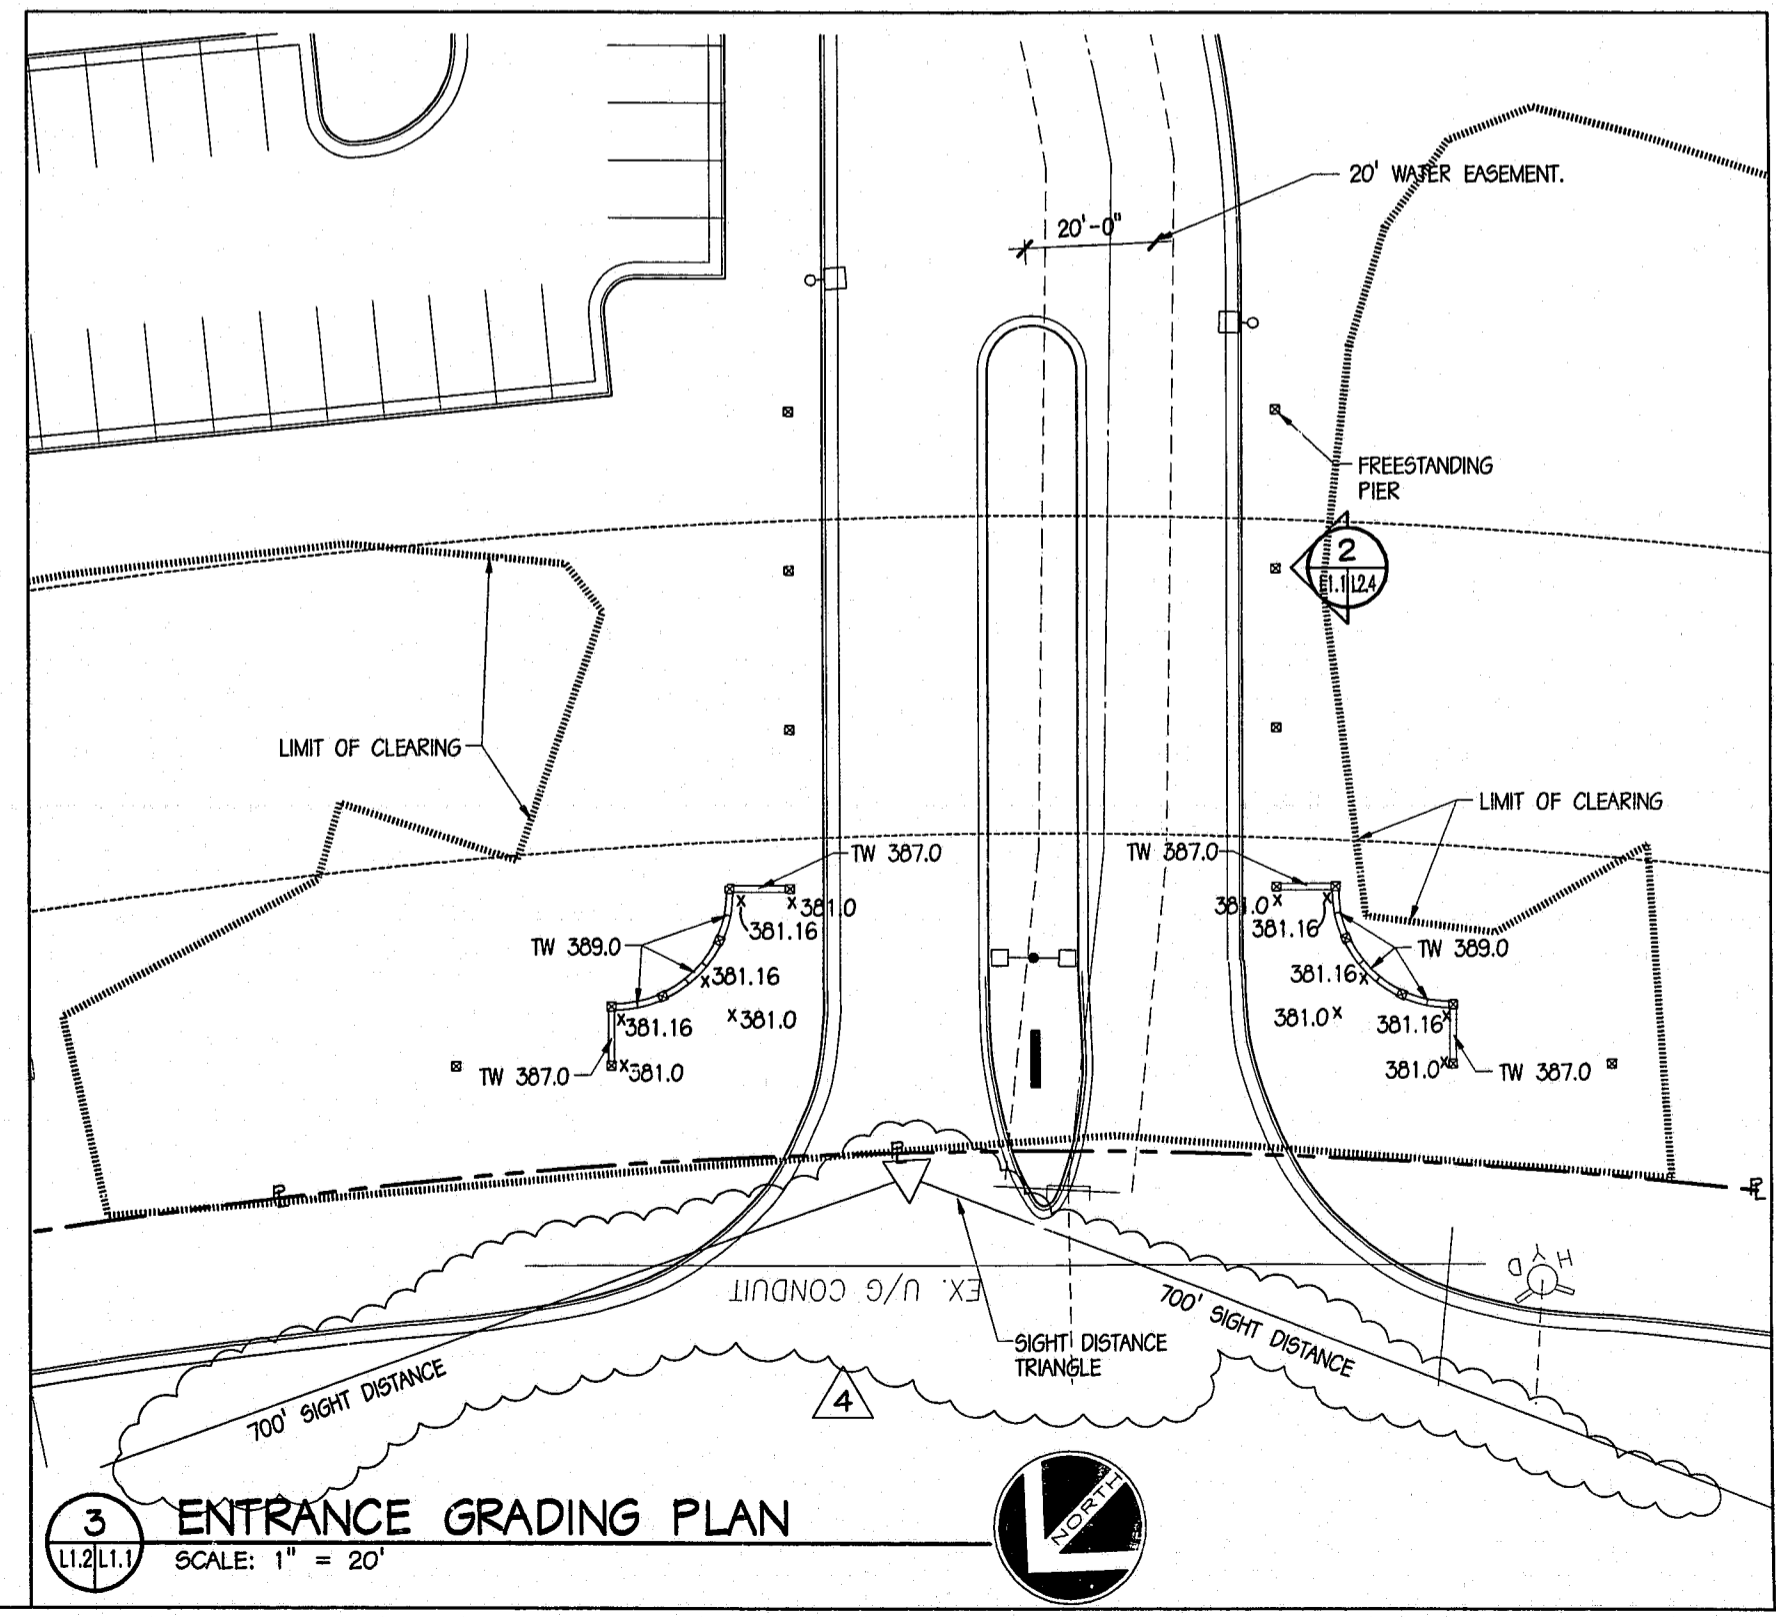 20' WATER EASEMENT.
20'-0"
FREESTANDING
PIER
2
L2.4
LIMIT OF CLEARING
LIMIT OF CLEARING
TW 387.0
TW 387.0
381.0
381.0
381.16
381.16
TW 389.0
TW 389.0
381.16
381.16
381.0
381.0
381.16
381.16
TW 387.0
381.0
381.0
TW 387.0
PL
PL
PL
HYD
EX. U/G CONDUIT
700' SIGHT DISTANCE
SIGHT DISTANCE
TRIANGLE
700' SIGHT DISTANCE
4
3
L1.2 L1.1
ENTRANCE GRADING PLAN
SCALE: 1" = 20'
NORTH